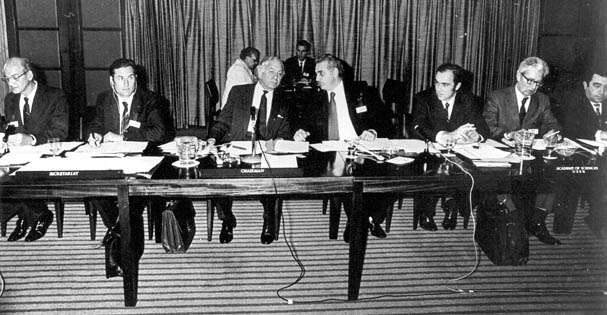 SECRETARIAT
CHAIRMAN
ACADEMY OF SCIENCES
U.S.S.R.